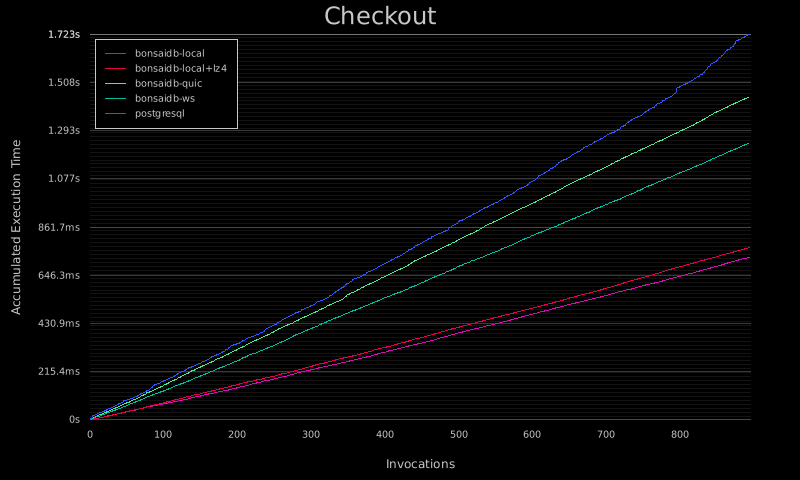 Checkout
1.723s
1.508s
1.293s
1.077s
861.7ms
646.3ms
430.9ms
215.4ms
0s
bonsaidb-local
bonsaidb-local+lz4
bonsaidb-quic
bonsaidb-ws
postgresql
Accumulated Execution Time
0 100 200 300 400 500 600 700 800
Invocations